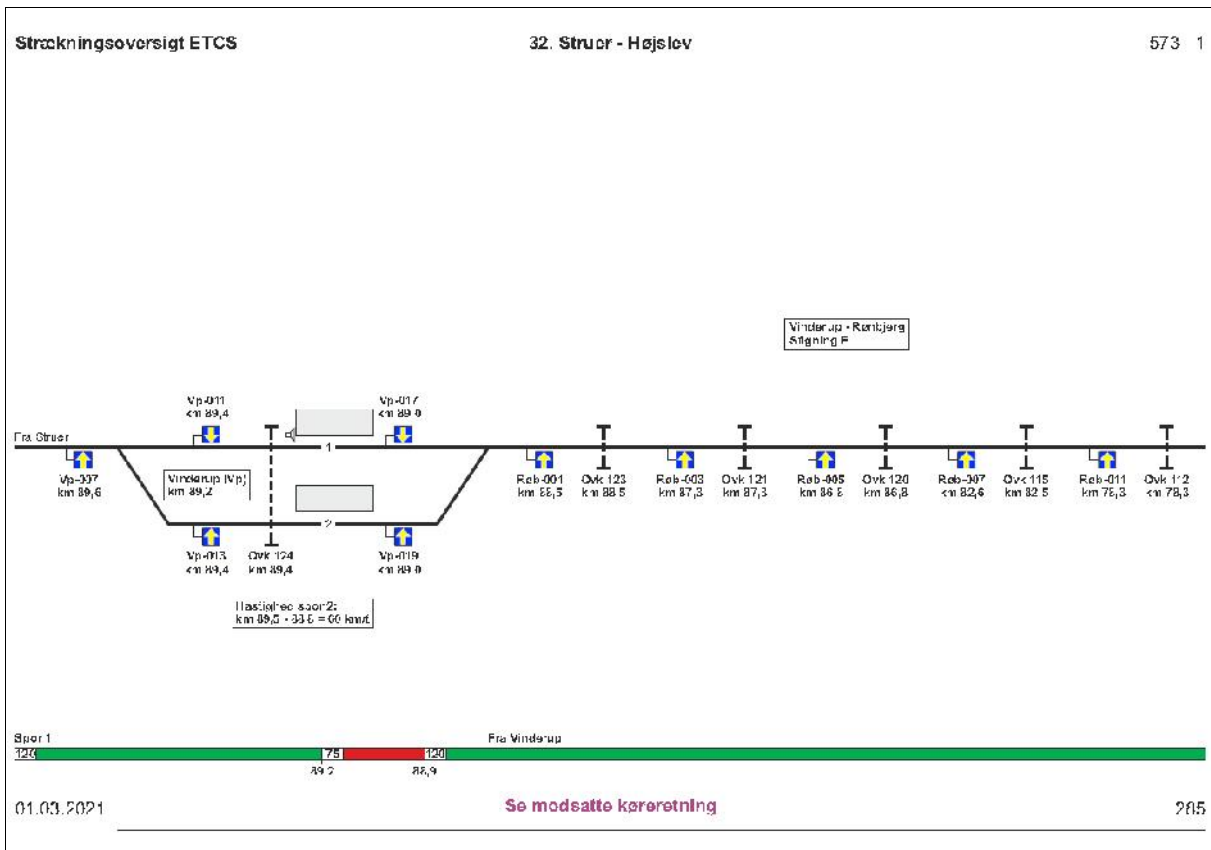 Strækningsoversigt ETCS
32. Struer - Højslev
573 1
Vinderup - Rønbjerg
Stigning F
Vp-011
km 89,4
Vp-017
km 89,0
Fra Struer
1
Vp-007
km 89,6
Vinderup (Vp)
km 89,2
Røb-001
km 88,5
Ovk 123
km 88,5
Røb-003
km 87,3
Ovk 121
km 87,3
Røb-005
km 86,8
Ovk 120
km 86,8
Røb-007
km 82,6
Ovk 115
km 82,5
Røb-011
km 78,3
Ovk 112
km 78,3
2
Vp-013
km 89,4
Ovk 124
km 89,4
Vp-019
km 89,0
Hastighed spor 2:
km 89,5 - 88,8 = 60 km/t
Spor 1
Fra Vinderup
120
75
120
89,2
88,9
01.03.2021
Se modsatte køreretning
285